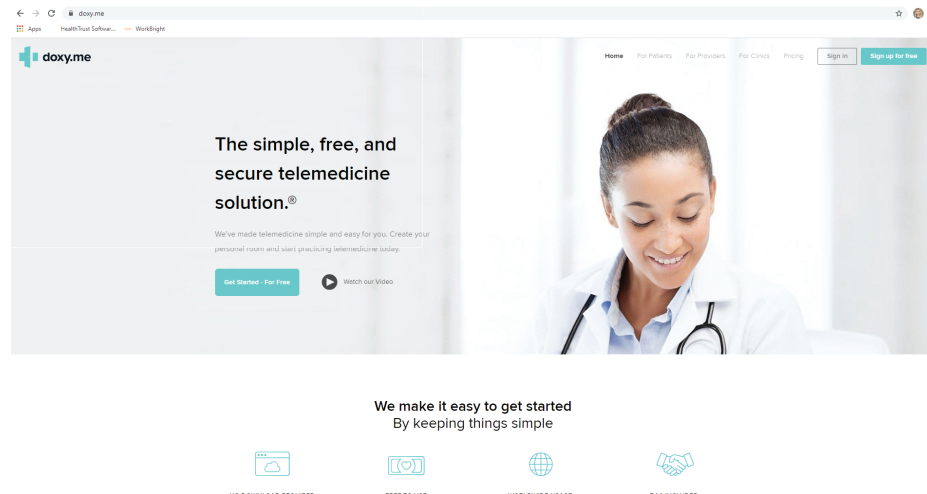 doxy.me
Apps HealthTrust Softwar... WorkBright
doxy.me
Home For Patients For Providers For Clinics Pricing Sign in Sign up for free
The simple, free, and
secure telemedicine
solution.®
We've made telemedicine simple and easy for you. Create your
personal room and start practicing telemedicine today.
Get Started - For Free Watch our Video
We make it easy to get started
By keeping things simple